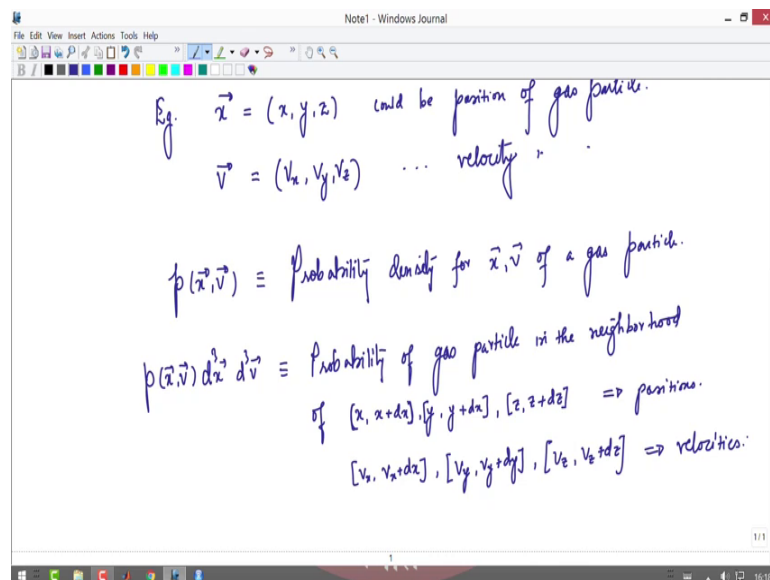 Note1 - Windows Journal
File Edit View Insert Actions Tools Help
B I
Eg. x⃗ = (x, y, z) could be position of gas particle.
v⃗ = (Vx, Vy, Vz) ... velocity " .
p(x⃗, v⃗) ≡ Probability density for x⃗, v⃗ of a gas particle.
p(x⃗, v⃗) d³x⃗ d³v⃗ ≡ Probability of gas particle in the neighborhood
of [x, x+dx], [y, y+dx], [z, z+dz] ⇒ positions.
[Vx, Vx+dx], [Vy, Vy+dy], [Vz, Vz+dz] ⇒ velocities.
1/1
1